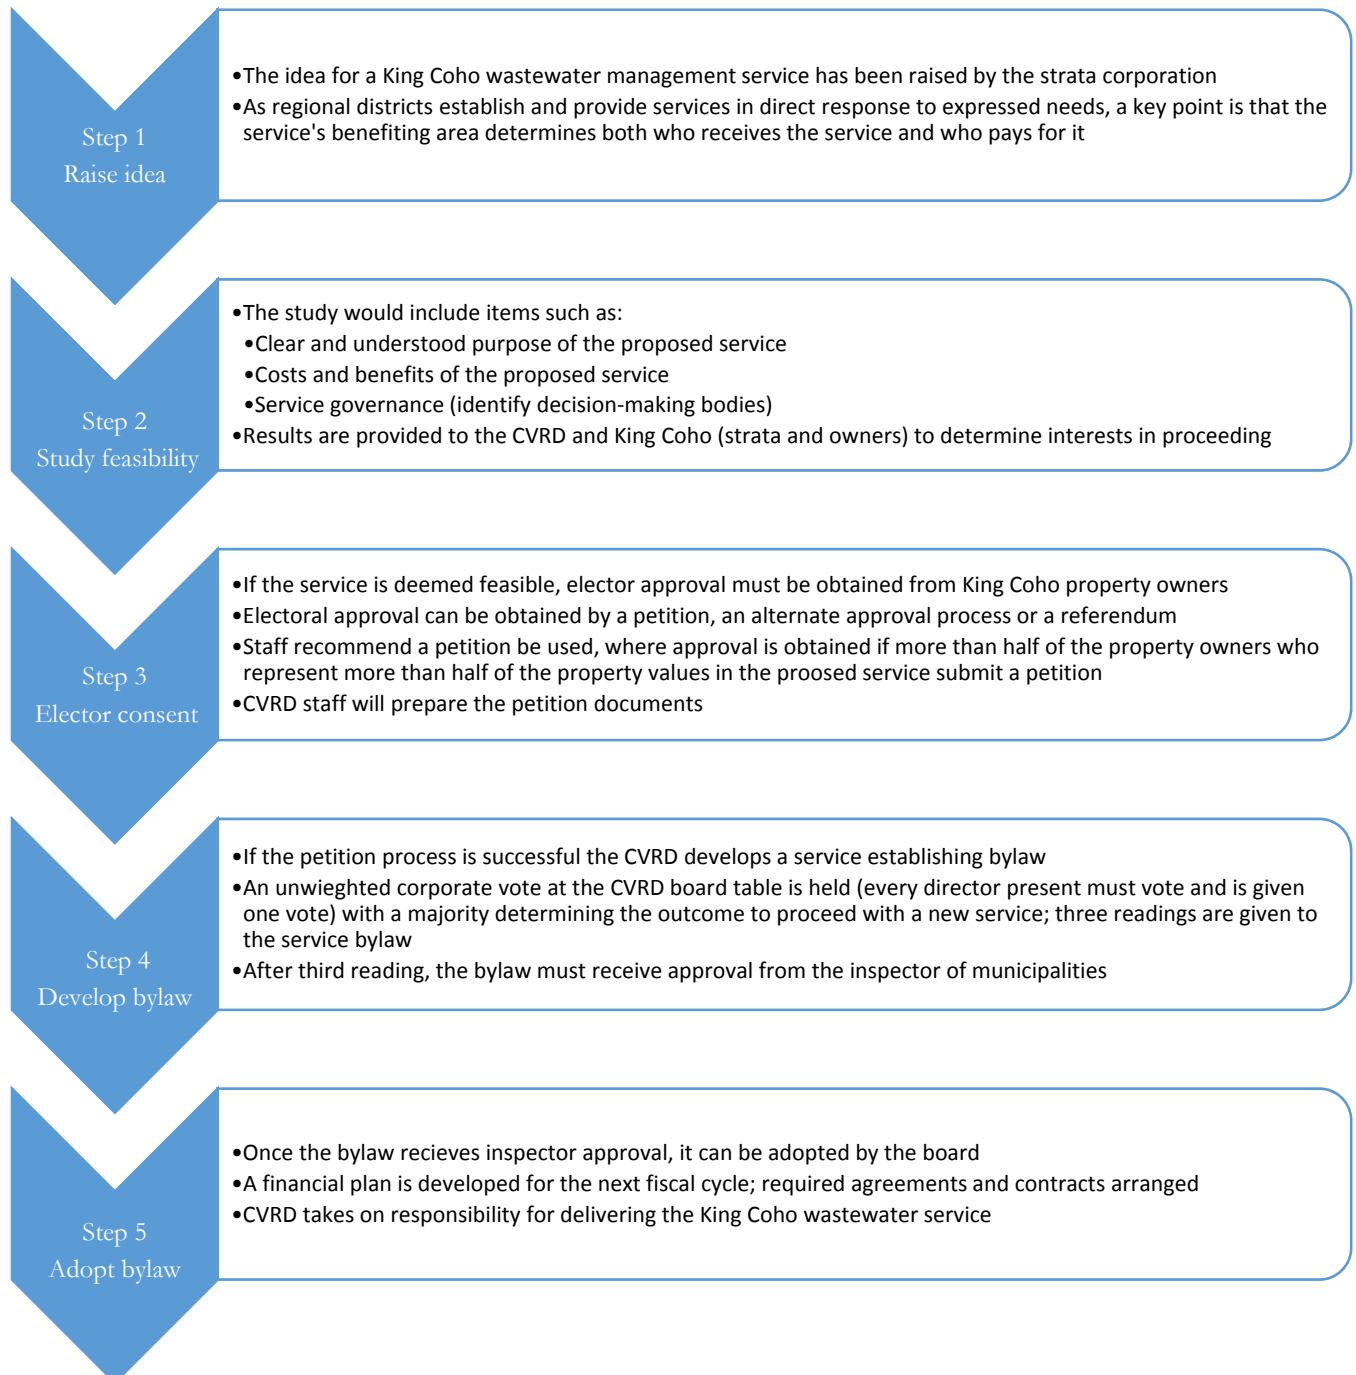 Step 1
Raise idea
•The idea for a King Coho wastewater management service has been raised by the strata corporation
•As regional districts establish and provide services in direct response to expressed needs, a key point is that the
service's benefiting area determines both who receives the service and who pays for it
Step 2
Study feasibility
•The study would include items such as:
•Clear and understood purpose of the proposed service
•Costs and benefits of the proposed service
•Service governance (identify decision-making bodies)
•Results are provided to the CVRD and King Coho (strata and owners) to determine interests in proceeding
Step 3
Elector consent
•If the service is deemed feasible, elector approval must be obtained from King Coho property owners
•Electoral approval can be obtained by a petition, an alternate approval process or a referendum
•Staff recommend a petition be used, where approval is obtained if more than half of the property owners who
represent more than half of the property values in the proosed service submit a petition
•CVRD staff will prepare the petition documents
Step 4
Develop bylaw
•If the petition process is successful the CVRD develops a service establishing bylaw
•An unwieghted corporate vote at the CVRD board table is held (every director present must vote and is given
one vote) with a majority determining the outcome to proceed with a new service; three readings are given to
the service bylaw
•After third reading, the bylaw must receive approval from the inspector of municipalities
Step 5
Adopt bylaw
•Once the bylaw recieves inspector approval, it can be adopted by the board
•A financial plan is developed for the next fiscal cycle; required agreements and contracts arranged
•CVRD takes on responsibility for delivering the King Coho wastewater service